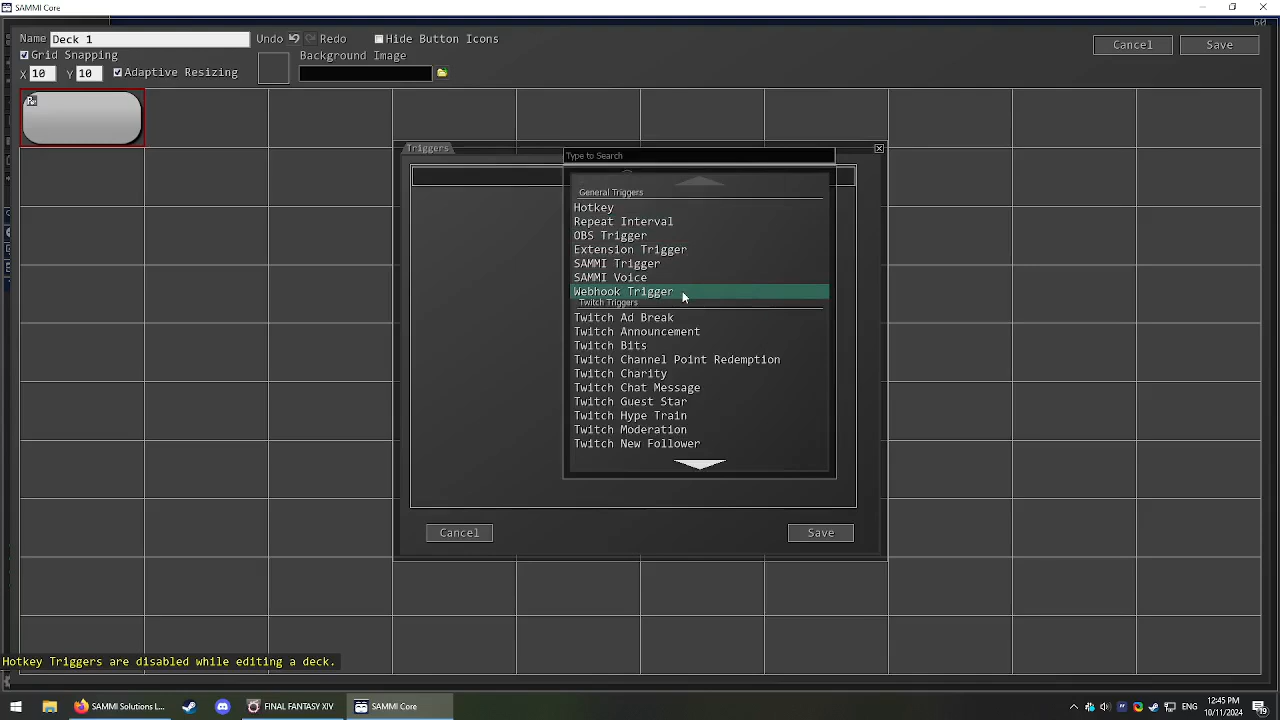 SAMMI Core
60
Name Deck 1 Undo Redo Hide Button Icons
Grid Snapping Background Image
X 10 Y 10 Adaptive Resizing
Cancel Save
Triggers
Type to Search
General Triggers
Hotkey
Repeat Interval
OBS Trigger
Extension Trigger
SAMMI Trigger
SAMMI Voice
Webhook Trigger
Twitch Triggers
Twitch Ad Break
Twitch Announcement
Twitch Bits
Twitch Channel Point Redemption
Twitch Charity
Twitch Chat Message
Twitch Guest Star
Twitch Hype Train
Twitch Moderation
Twitch New Follower
Cancel Save
Hotkey Triggers are disabled while editing a deck.
SAMMI Solutions L... FINAL FANTASY XIV SAMMI Core ENG 12:45 PM
10/11/2024